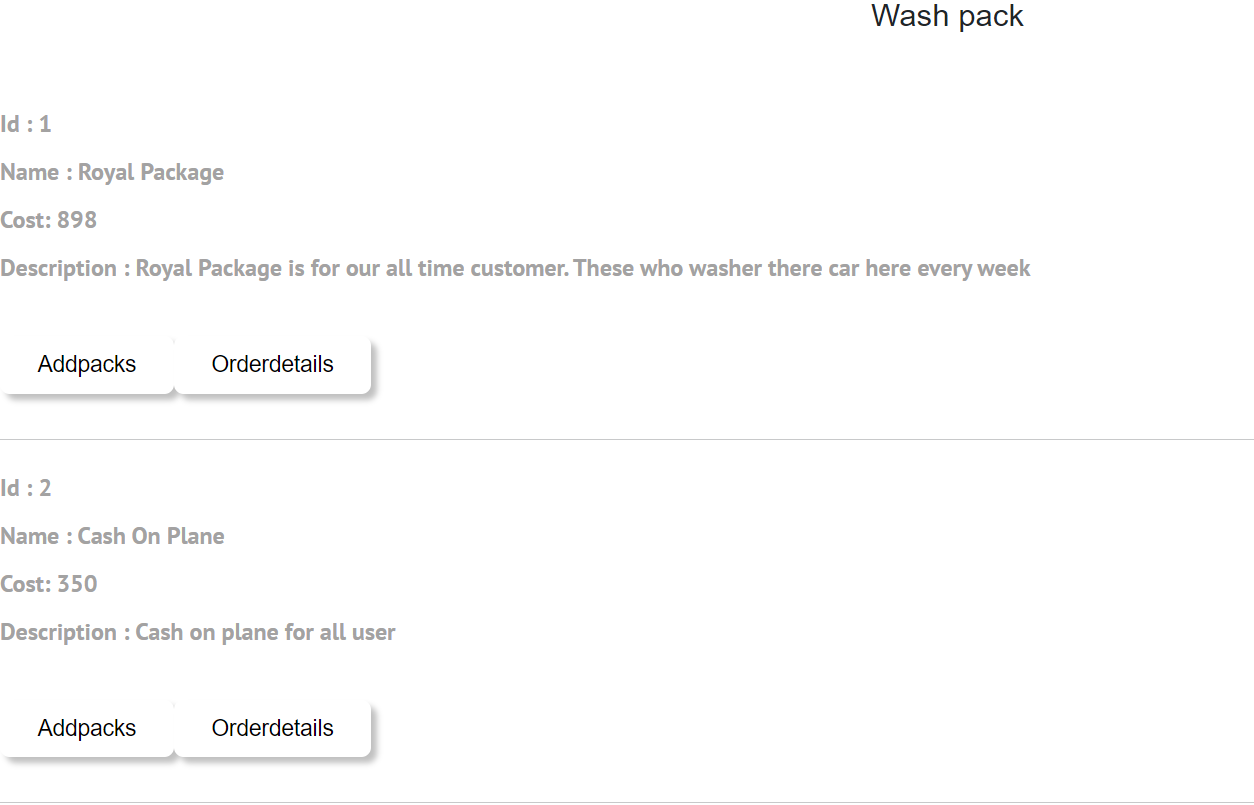 Wash pack
Id : 1
Name : Royal Package
Cost: 898
Description : Royal Package is for our all time customer. These who washer there car here every week
Addpacks Orderdetails
Id : 2
Name : Cash On Plane
Cost: 350
Description : Cash on plane for all user
Addpacks Orderdetails